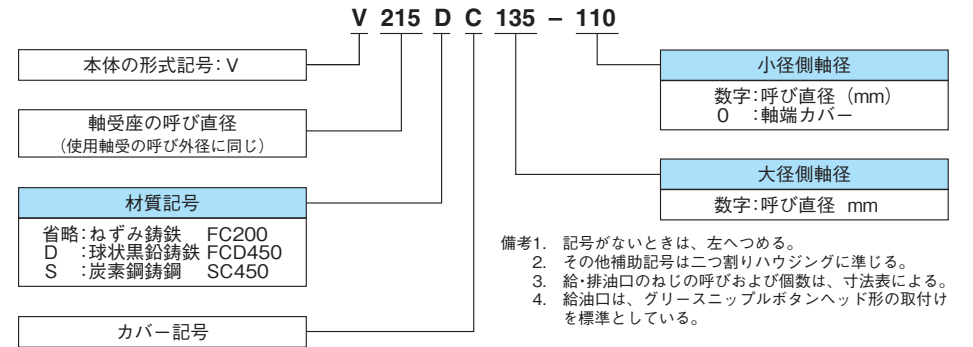 V 215 D C 135 – 110
本体の形式記号:V
軸受座の呼び直径
(使用軸受の呼び外径に同じ)
材質記号
省略:ねずみ鋳鉄 FC200
D :球状黒鉛鋳鉄 FCD450
S :炭素鋼鋳鋼 SC450
カバー記号
小径側軸径
数字:呼び直径(mm)
0 :軸端カバー
大径側軸径
数字:呼び直径 mm
備考1. 記号がないときは、左へつめる。
2. その他補助記号は二つ割りハウジングに準じる。
3. 給・排油口のねじの呼びおよび個数は、寸法表による。
4. 給油口は、グリースニップルボタンヘッド形の取付け
を標準としている。